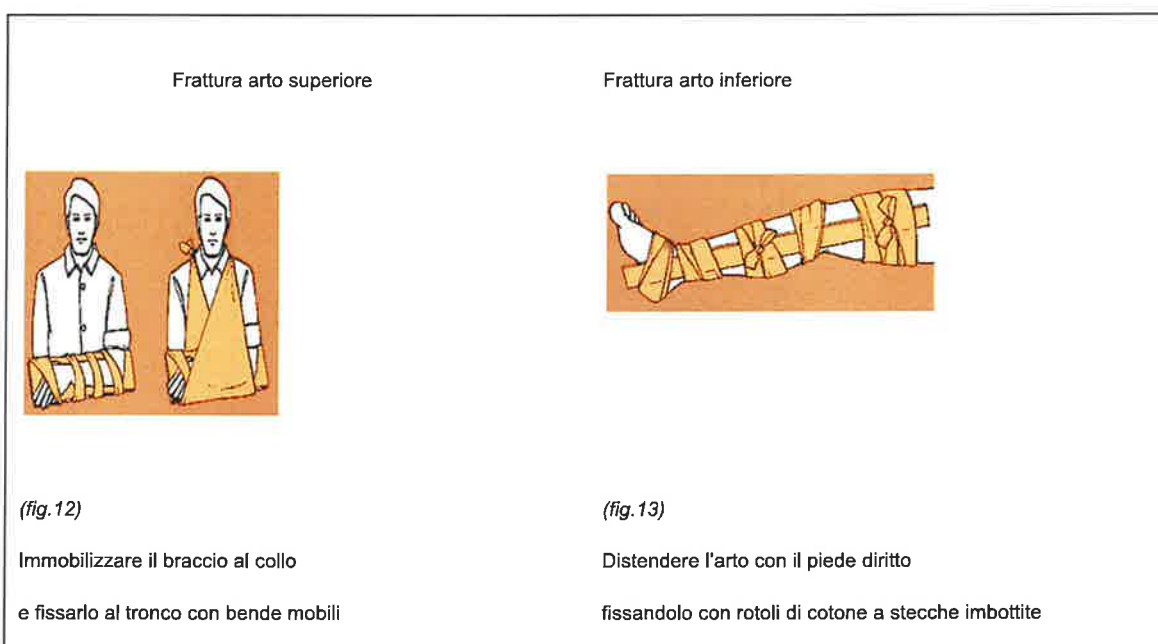 Frattura arto superiore
Frattura arto inferiore
(fig.12)
Immobilizzare il braccio al collo
e fissarlo al tronco con bende mobili
(fig.13)
Distendere l'arto con il piede diritto
fissandolo con rotoli di cotone a stecche imbottite